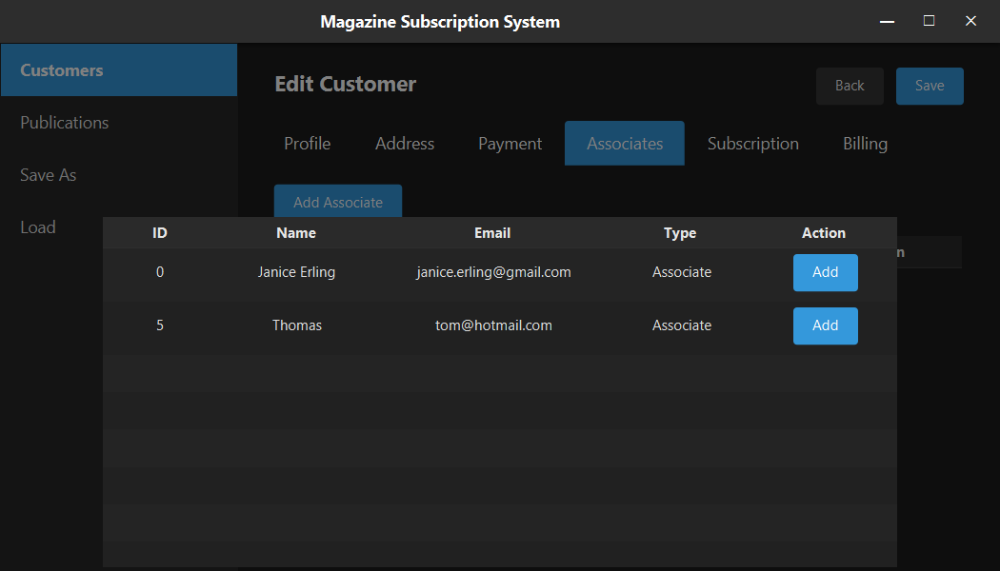 Magazine Subscription System
Customers
Publications
Save As
Load
Edit Customer
Back Save
Profile Address Payment Associates Subscription Billing
Add Associate
ID Name Email Type Action
0 Janice Erling janice.erling@gmail.com Associate Add
5 Thomas tom@hotmail.com Associate Add